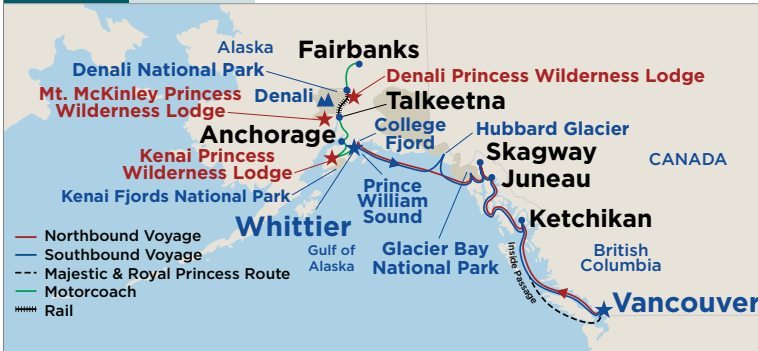 Alaska
Fairbanks
Denali National Park
Denali Princess Wilderness Lodge
Mt. McKinley Princess
Wilderness Lodge
Denali
Talkeetna
Anchorage
College
Fjord
Hubbard Glacier
Kenai Princess
Wilderness Lodge
Skagway
CANADA
Juneau
Kenai Fjords National Park
Prince
William
Sound
Whittier
Ketchikan
Gulf of
Alaska
Glacier Bay
National Park
Inside Passage
British
Columbia
Vancouver
Northbound Voyage
Southbound Voyage
Majestic & Royal Princess Route
Motorcoach
Rail